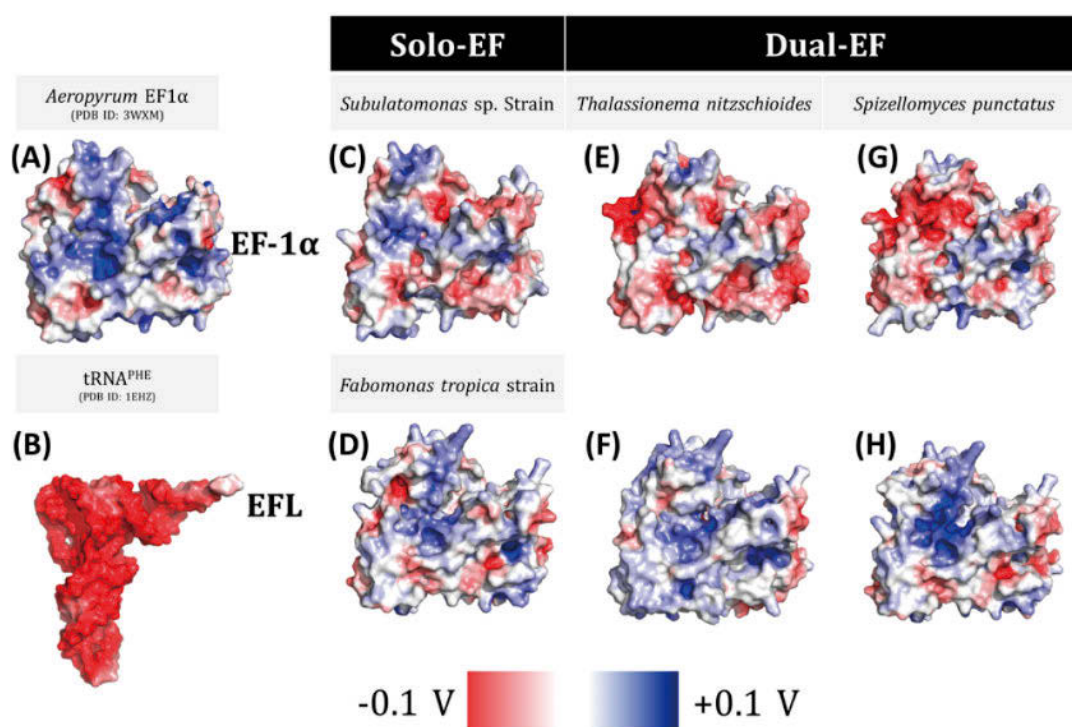 Solo-EF
Dual-EF
Aeropyrum EF1α
(PDB ID: 3WXM)
Subulatomonas sp. Strain
Thalassionema nitzschioides
Spizellomyces punctatus
(A)
(C)
(E)
(G)
EF-1α
tRNAPHE
(PDB ID: 1EHZ)
Fabomonas tropica strain
(B)
(D)
(F)
(H)
EFL
-0.1 V
+0.1 V